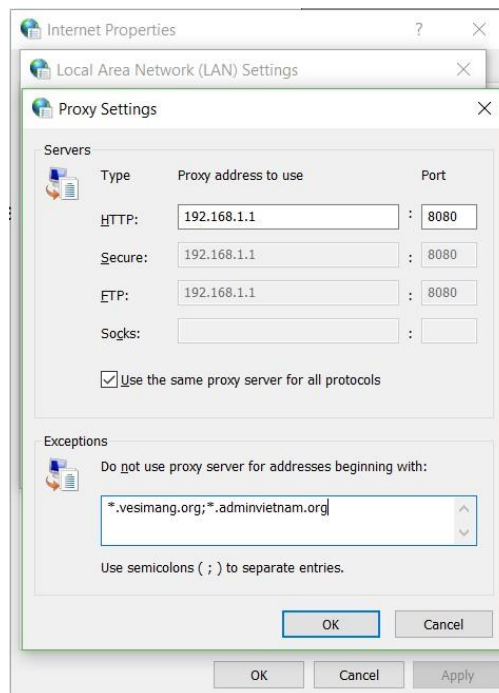 Internet Properties ? ×
Local Area Network (LAN) Settings ×
Proxy Settings ×
Servers
Type Proxy address to use Port
HTTP: 192.168.1.1 : 8080
Secure: 192.168.1.1 : 8080
FTP: 192.168.1.1 : 8080
Socks: :
Use the same proxy server for all protocols
Exceptions
Do not use proxy server for addresses beginning with:
*.vesimang.org;*.adminvietnam.org
Use semicolons ( ; ) to separate entries.
OK Cancel
OK Cancel Apply